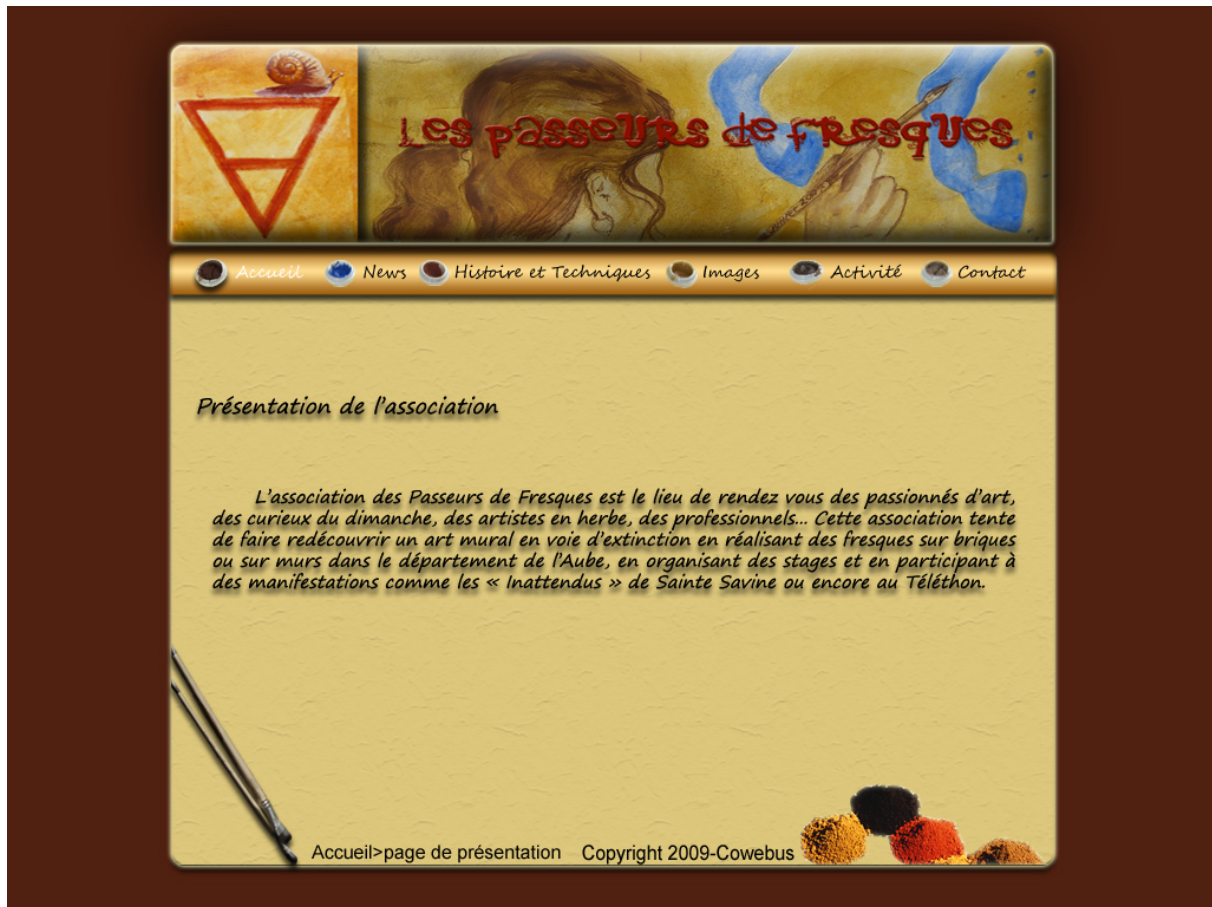 Les passeurs de fresques
Accueil News Histoire et Techniques Images Activité Contact
Présentation de l'association
L'association des Passeurs de Fresques est le lieu de rendez vous des passionnés d'art,
des curieux du dimanche, des artistes en herbe, des professionnels... Cette association tente
de faire redécouvrir un art mural en voie d'extinction en réalisant des fresques sur briques
ou sur murs dans le département de l'Aube, en organisant des stages et en participant à
des manifestations comme les « Inattendus » de Sainte Savine ou encore au Téléthon.
Accueil>page de présentation Copyright 2009-Cowebus